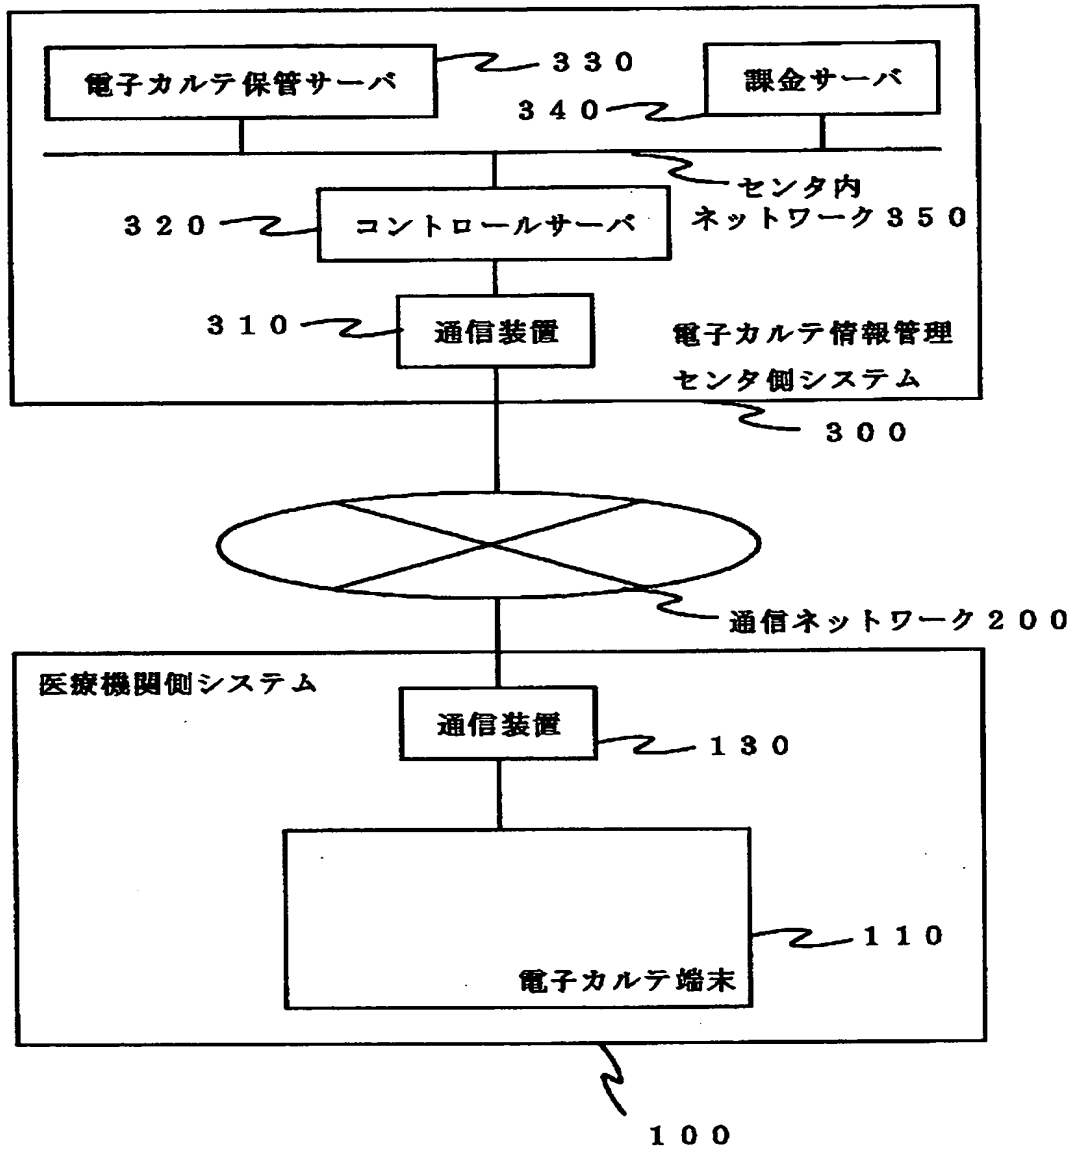 電子カルテ保管サーバ
330
340
課金サーバ
センタ内
ネットワーク350
320
コントロールサーバ
310
通信装置
電子カルテ情報管理
センタ側システム
300
通信ネットワーク200
医療機関側システム
通信装置
130
110
電子カルテ端末
100